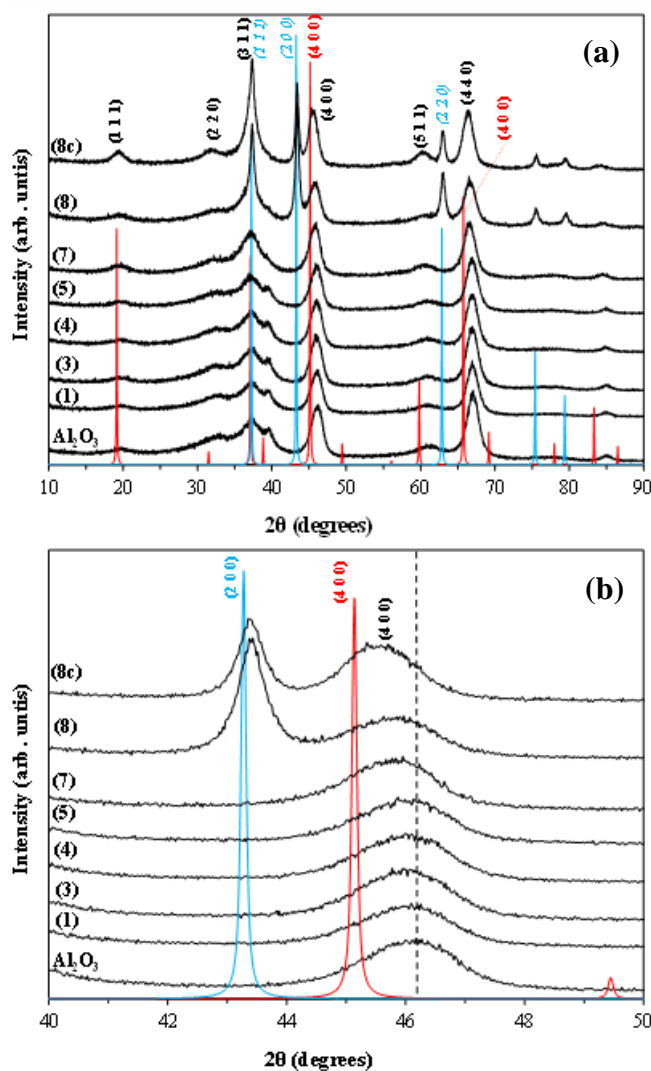 (a)
(1 1 1)
(2 2 0)
(3 1 1)
(1 1 1)
(2 0 0)
(4 0 0)
(4 0 0)
(5 1 1)
(2 2 0)
(4 4 0)
(4 0 0)
(8c)
(8)
(7)
(5)
(4)
(3)
(1)
Al2O3
Intensity (arb. untis)
10 20 30 40 50 60 70 80 90
2θ (degrees)
(b)
(2 0 0)
(4 0 0)
(4 0 0)
(8c)
(8)
(7)
(5)
(4)
(3)
(1)
Al2O3
Intensity (arb. untis)
40 42 44 46 48 50
2θ (degrees)